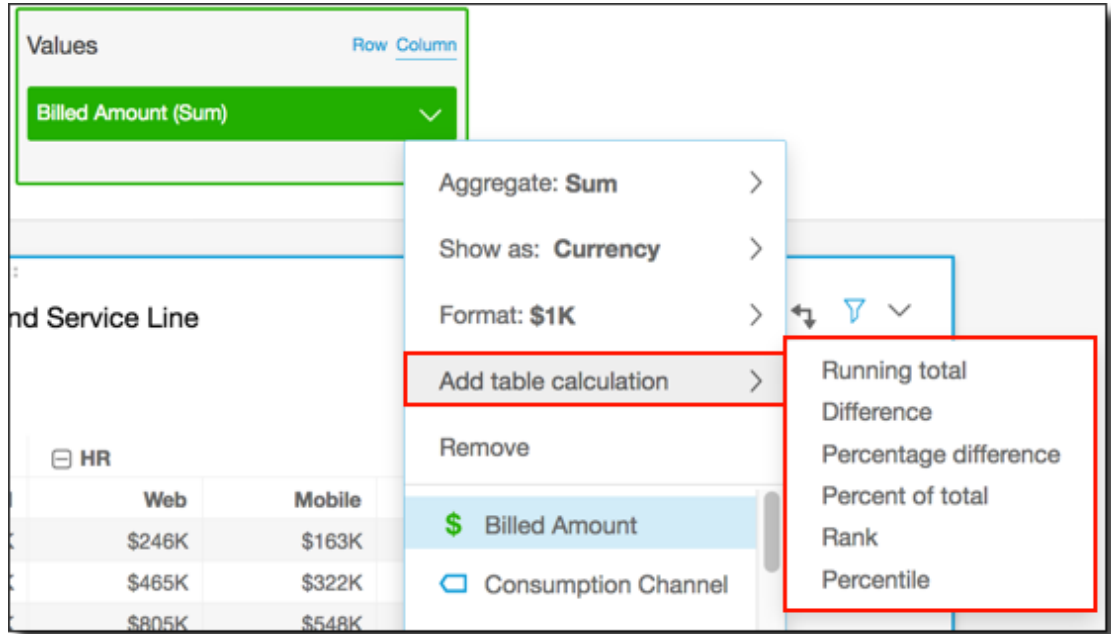 Values Row Column
Billed Amount (Sum)
Aggregate: Sum
Show as: Currency
nd Service Line
Format: $1K
Add table calculation
Running total
Difference
Percentage difference
Percent of total
Rank
Percentile
Remove
HR
Web Mobile
$246K $163K
$465K $322K
$805K $548K
$ Billed Amount
Consumption Channel